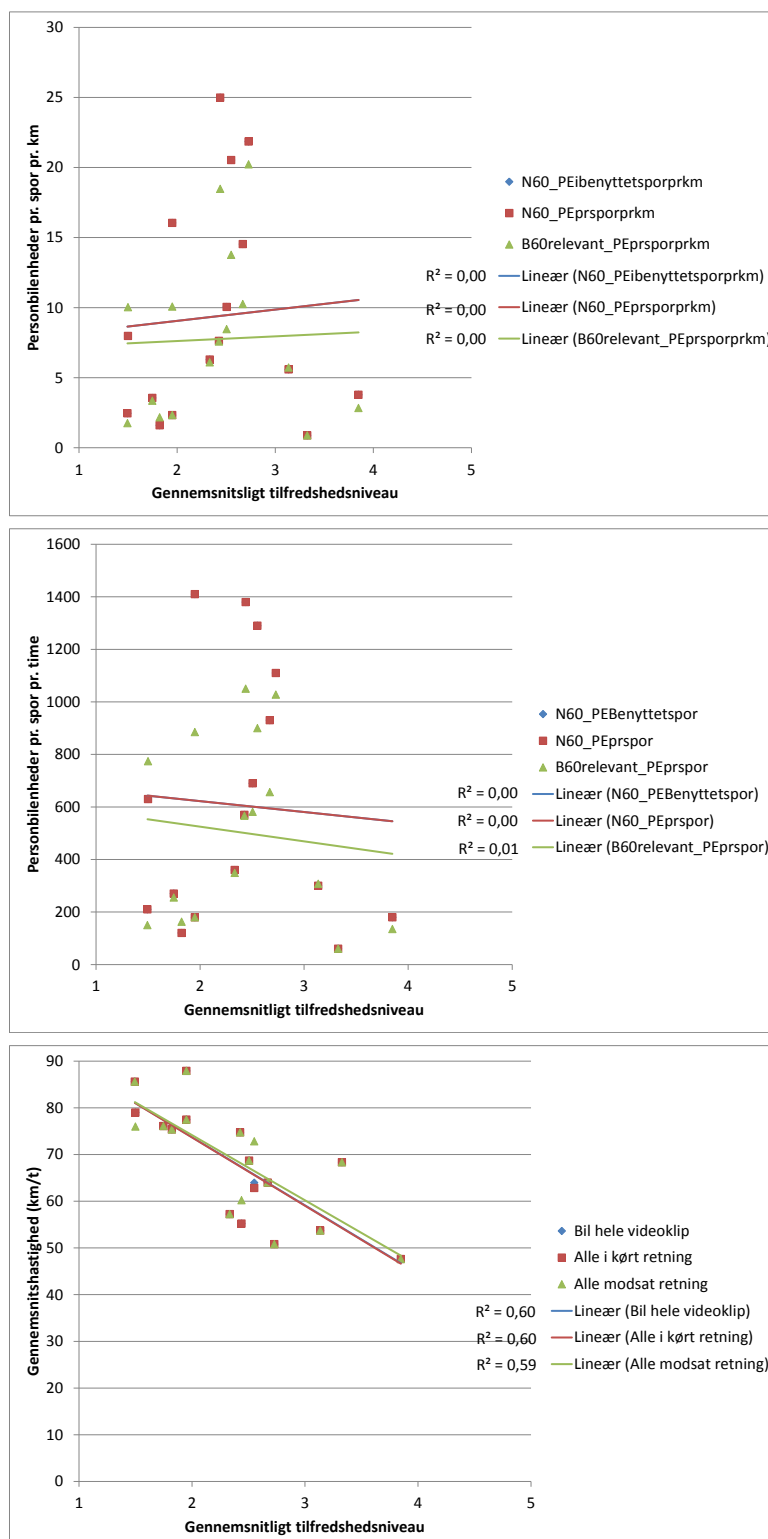 30
25
20
15
10
5
0
Personbilenheder pr. spor pr. km
1 2 3 4 5
Gennemsnitsligt tilfredshedsniveau
N60_PEibenyttetsporprkm
N60_PEprsporprkm
B60relevant_PEprsporprkm
R² = 0,00 Lineær (N60_PEibenyttetsporprkm)
R² = 0,00 Lineær (N60_PEprsporprkm)
R² = 0,00 Lineær (B60relevant_PEprsporprkm)
1600
1400
1200
1000
800
600
400
200
0
Personbilenheder pr. spor pr. time
1 2 3 4 5
Gennemsnitligt tilfredshedsniveau
N60_PEBenyttetspor
N60_PEprspor
B60relevant_PEprspor
R² = 0,00 Lineær (N60_PEBenyttetspor)
R² = 0,00 Lineær (N60_PEprspor)
R² = 0,01 Lineær (B60relevant_PEprspor)
90
80
70
60
50
40
30
20
10
0
Gennemsnitshastighed (km/t)
1 2 3 4 5
Gennemsnitligt tilfredshedsniveau
Bil hele videoklip
Alle i kørt retning
Alle modsat retning
R² = 0,60 Lineær (Bil hele videoklip)
R² = 0,60 Lineær (Alle i kørt retning)
R² = 0,59 Lineær (Alle modsat retning)